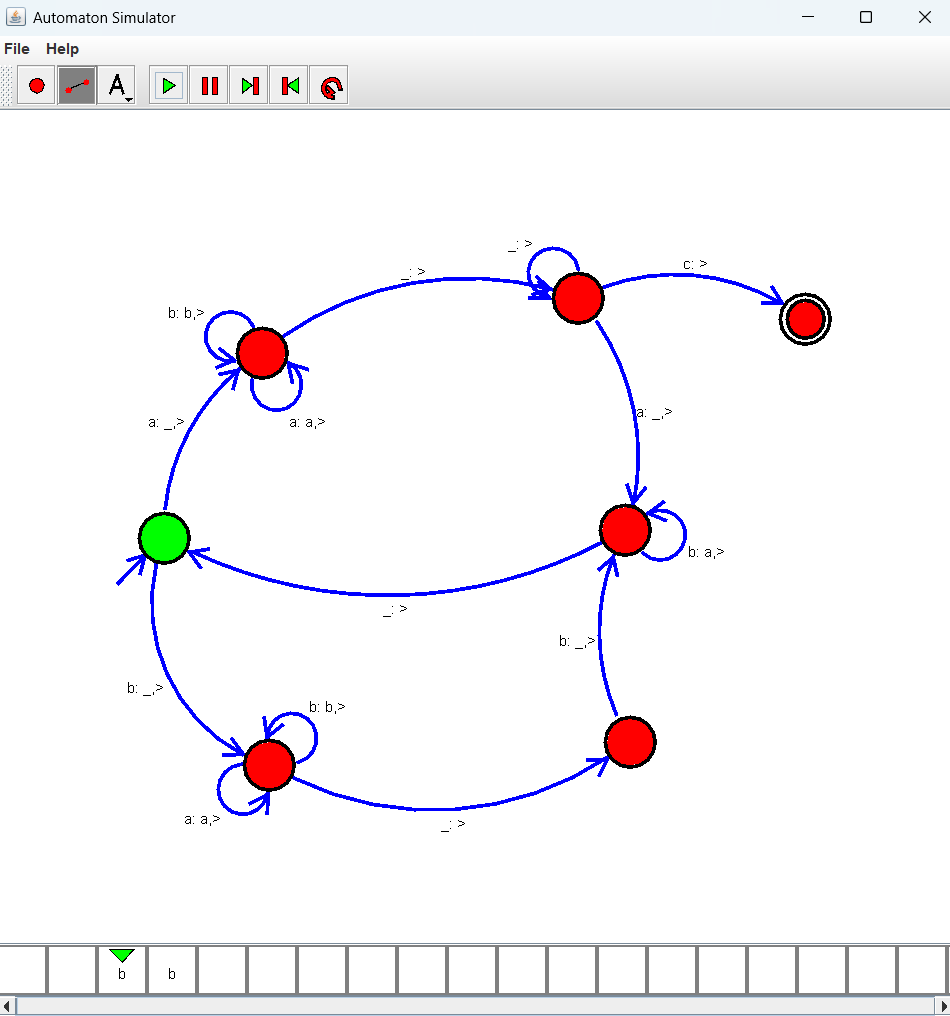 Automaton Simulator
File Help
A
_: >
c: >
_: >
b: b,>
a: _,>
a: _,>
a: a,>
b: a,>
_: >
b: _,>
b: _,>
b: b,>
a: a,>
_: >
b b